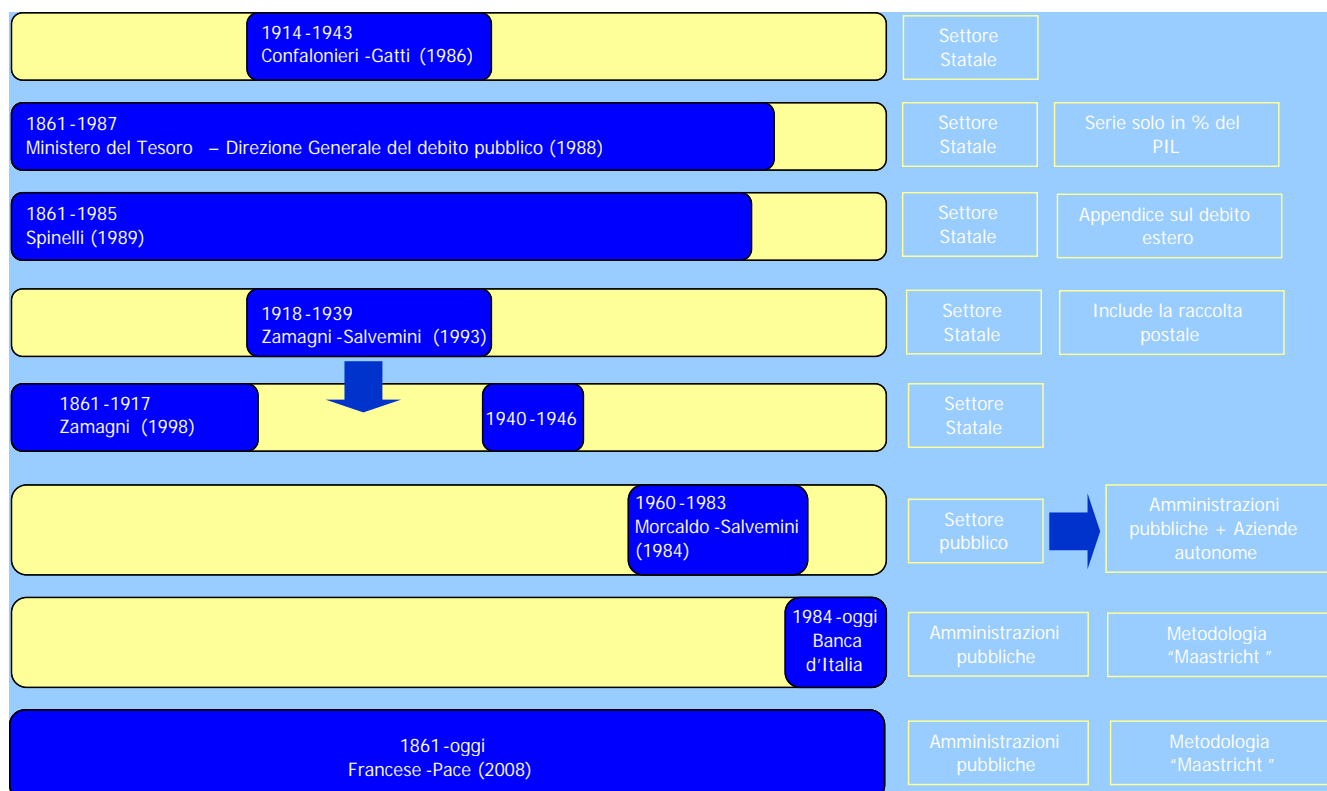 1914-1943
Confalonieri -Gatti (1986)
Settore
Statale
1861-1987
Ministero del Tesoro – Direzione Generale del debito pubblico (1988)
Settore
Statale
Serie solo in % del
PIL
1861-1985
Spinelli (1989)
Settore
Statale
Appendice sul debito
estero
1918-1939
Zamagni -Salvemini (1993)
Settore
Statale
Include la raccolta
postale
1861-1917
Zamagni (1998)
1940-1946
Settore
Statale
1960-1983
Morcaldo -Salvemini
(1984)
Settore
pubblico
Amministrazioni
pubbliche + Aziende
autonome
1984-oggi
Banca
d'Italia
Amministrazioni
pubbliche
Metodologia
"Maastricht "
1861-oggi
Francese -Pace (2008)
Amministrazioni
pubbliche
Metodologia
"Maastricht "